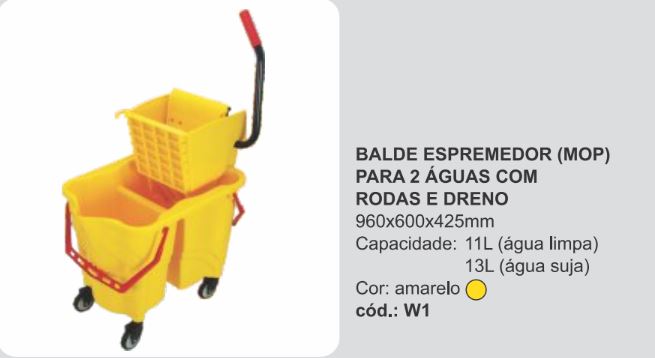 BALDE ESPREMEDOR (MOP)
PARA 2 ÁGUAS COM
RODAS E DRENO
960x600x425mm
Capacidade: 11L (água limpa)
13L (água suja)
Cor: amarelo
cód.: W1